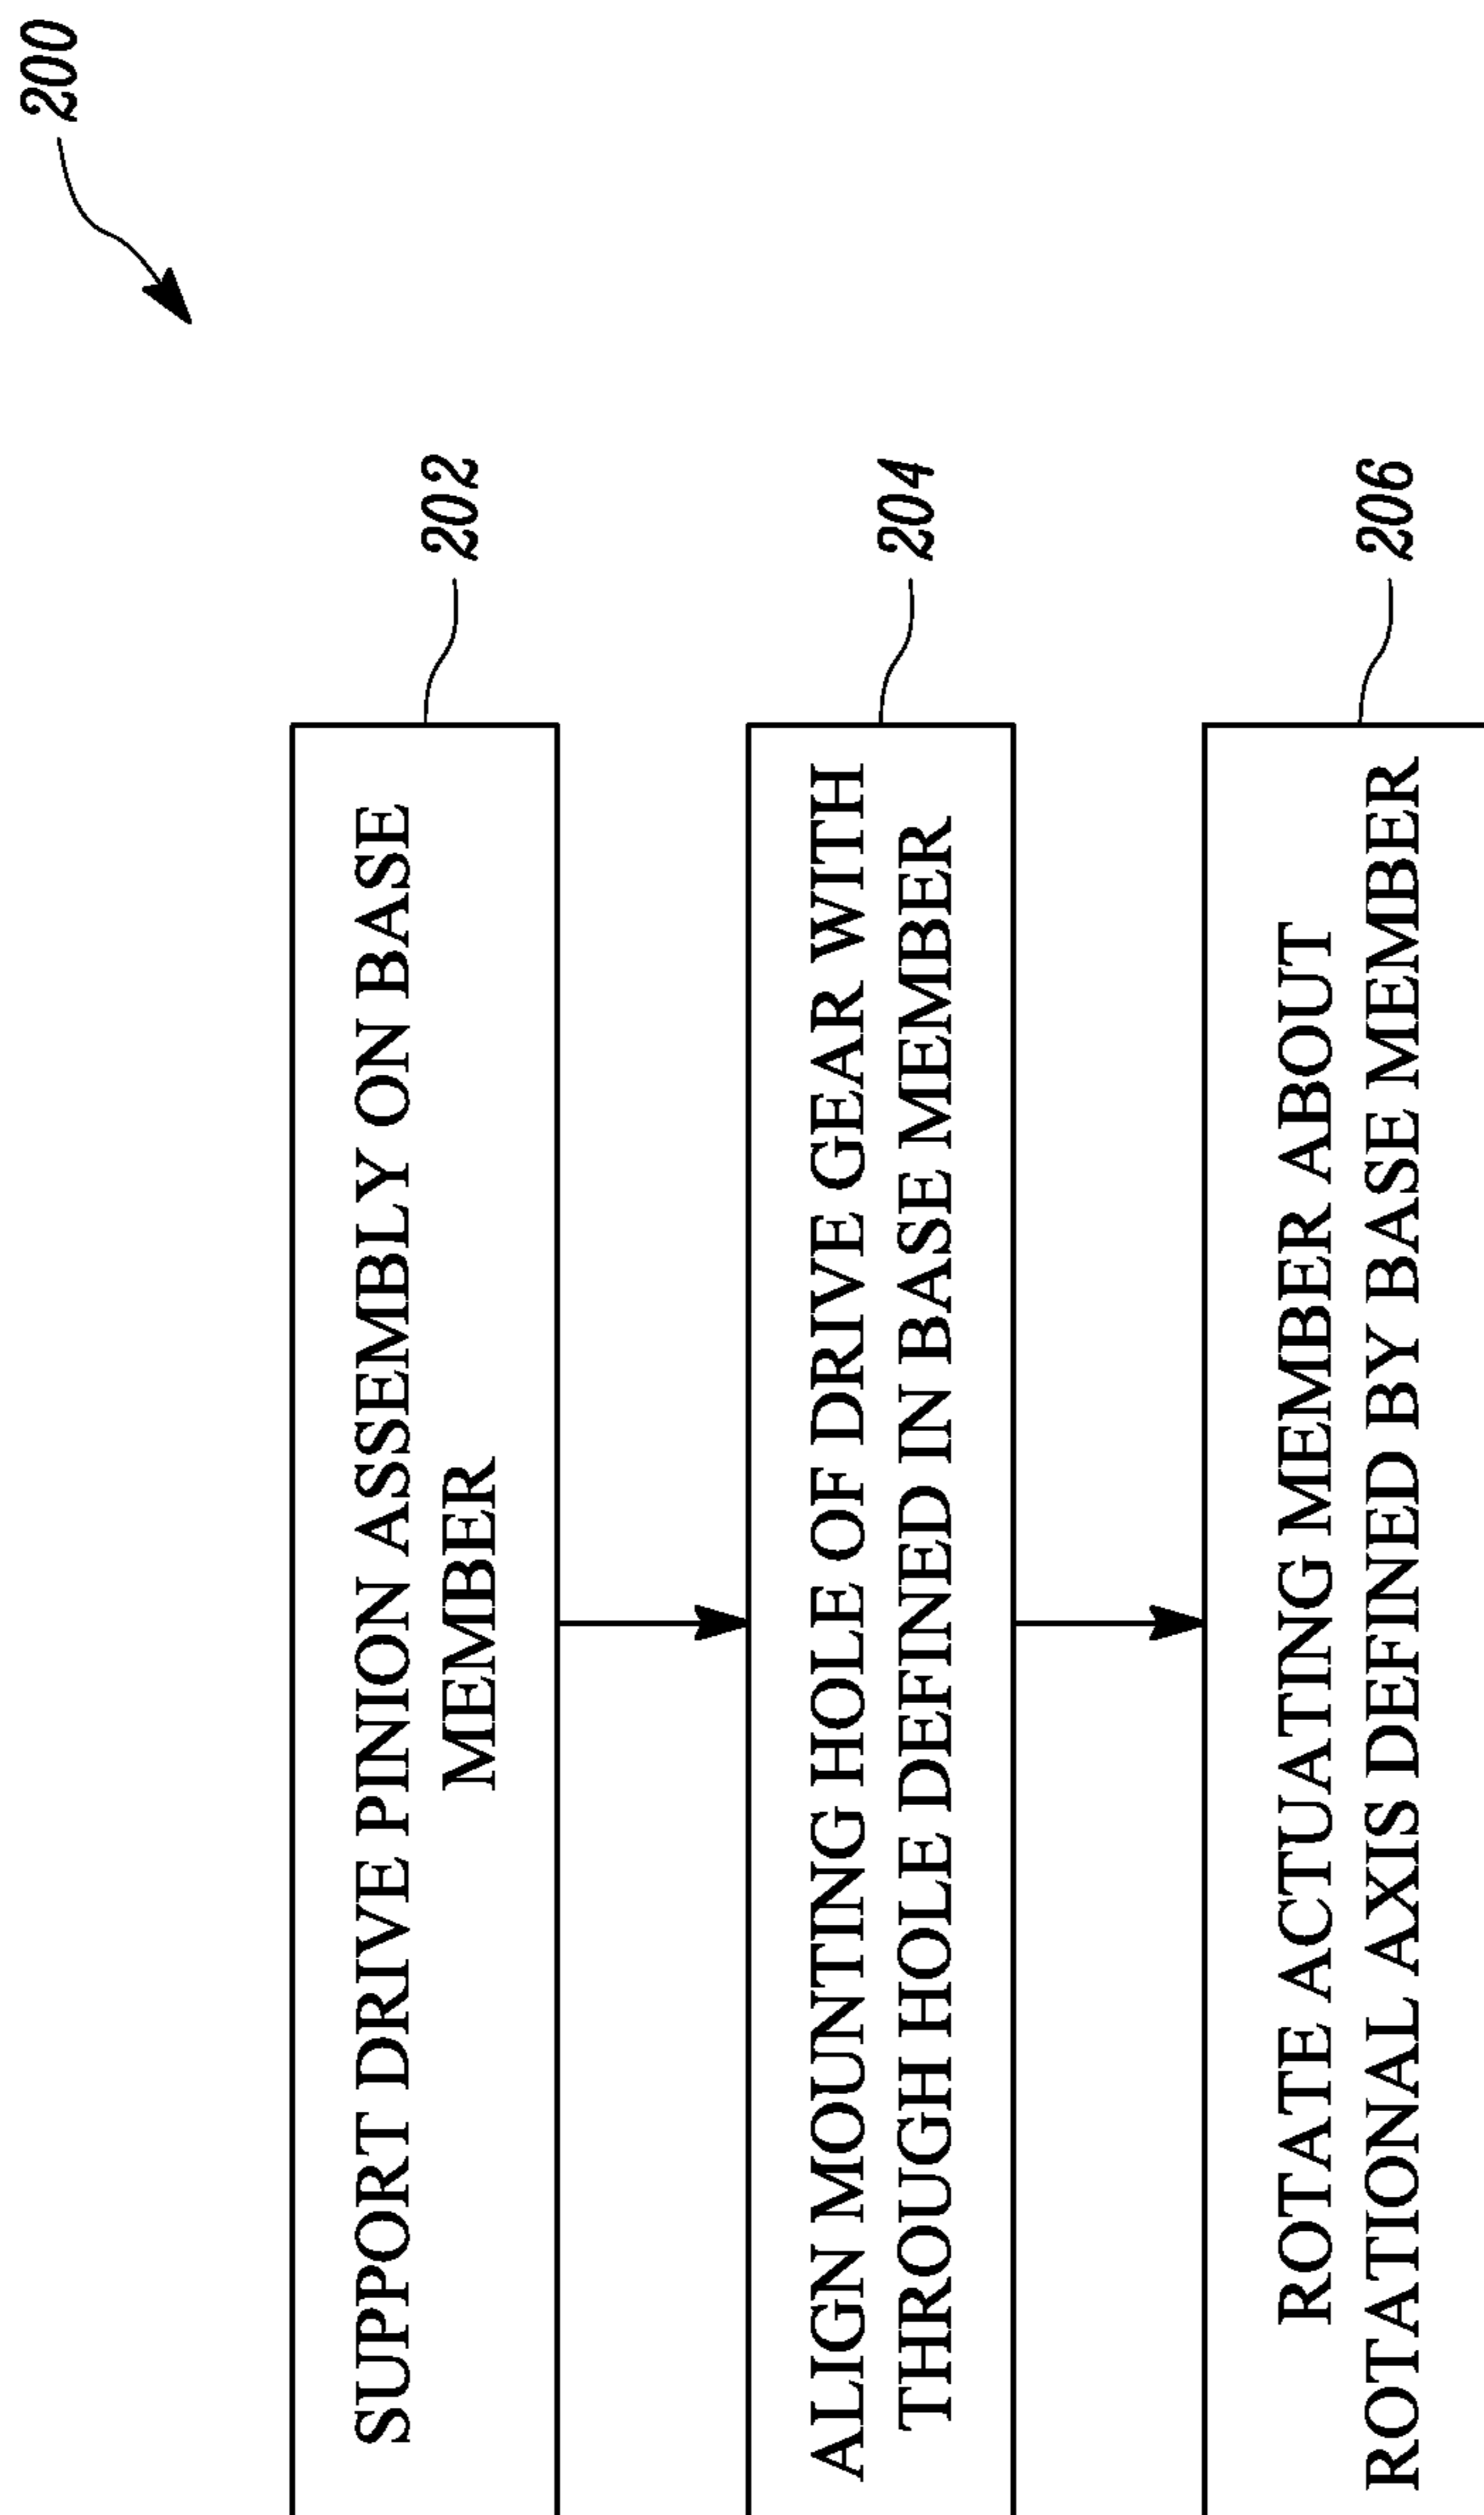 200
202
SUPPORT DRIVE PINION ASSEMBLY ON BASE
MEMBER
204
ALIGN MOUNTING HOLE OF DRIVE GEAR WITH
THROUGH HOLE DEFINED IN BASE MEMBER
206
ROTATE ACTUATING MEMBER ABOUT
ROTATIONAL AXIS DEFINED BY BASE MEMBER